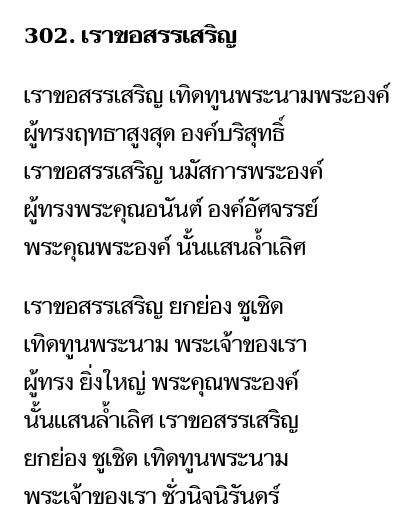 302. เราขอสรรเสริญ
เราขอสรรเสริญ เทิดทูนพระนามพระองค์
ผู้ทรงฤทธาสูงสุด องค์บริสุทธิ์
เราขอสรรเสริญ นมัสการพระองค์
ผู้ทรงพระคุณอนันต์ องค์อัศจรรย์
พระคุณพระองค์ นั้นแสนล้ำเลิศ
เราขอสรรเสริญ ยกย่อง ชูเชิด
เทิดทูนพระนาม พระเจ้าของเรา
ผู้ทรง ยิ่งใหญ่ พระคุณพระองค์
นั้นแสนล้ำเลิศ เราขอสรรเสริญ
ยกย่อง ชูเชิด เทิดทูนพระนาม
พระเจ้าของเรา ชั่วนิจนิรันดร์